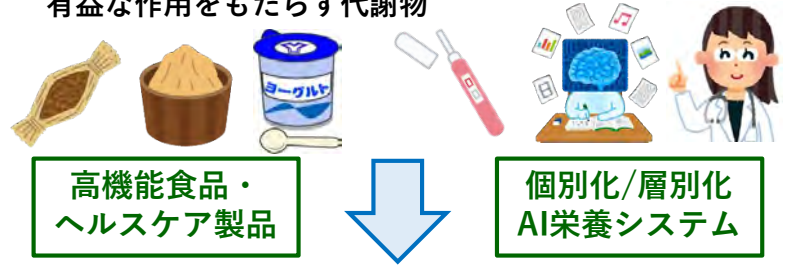 有益な作用をもたらす代謝物
ヨーグルト
高機能食品・
ヘルスケア製品
個別化/層別化
AI栄養システム